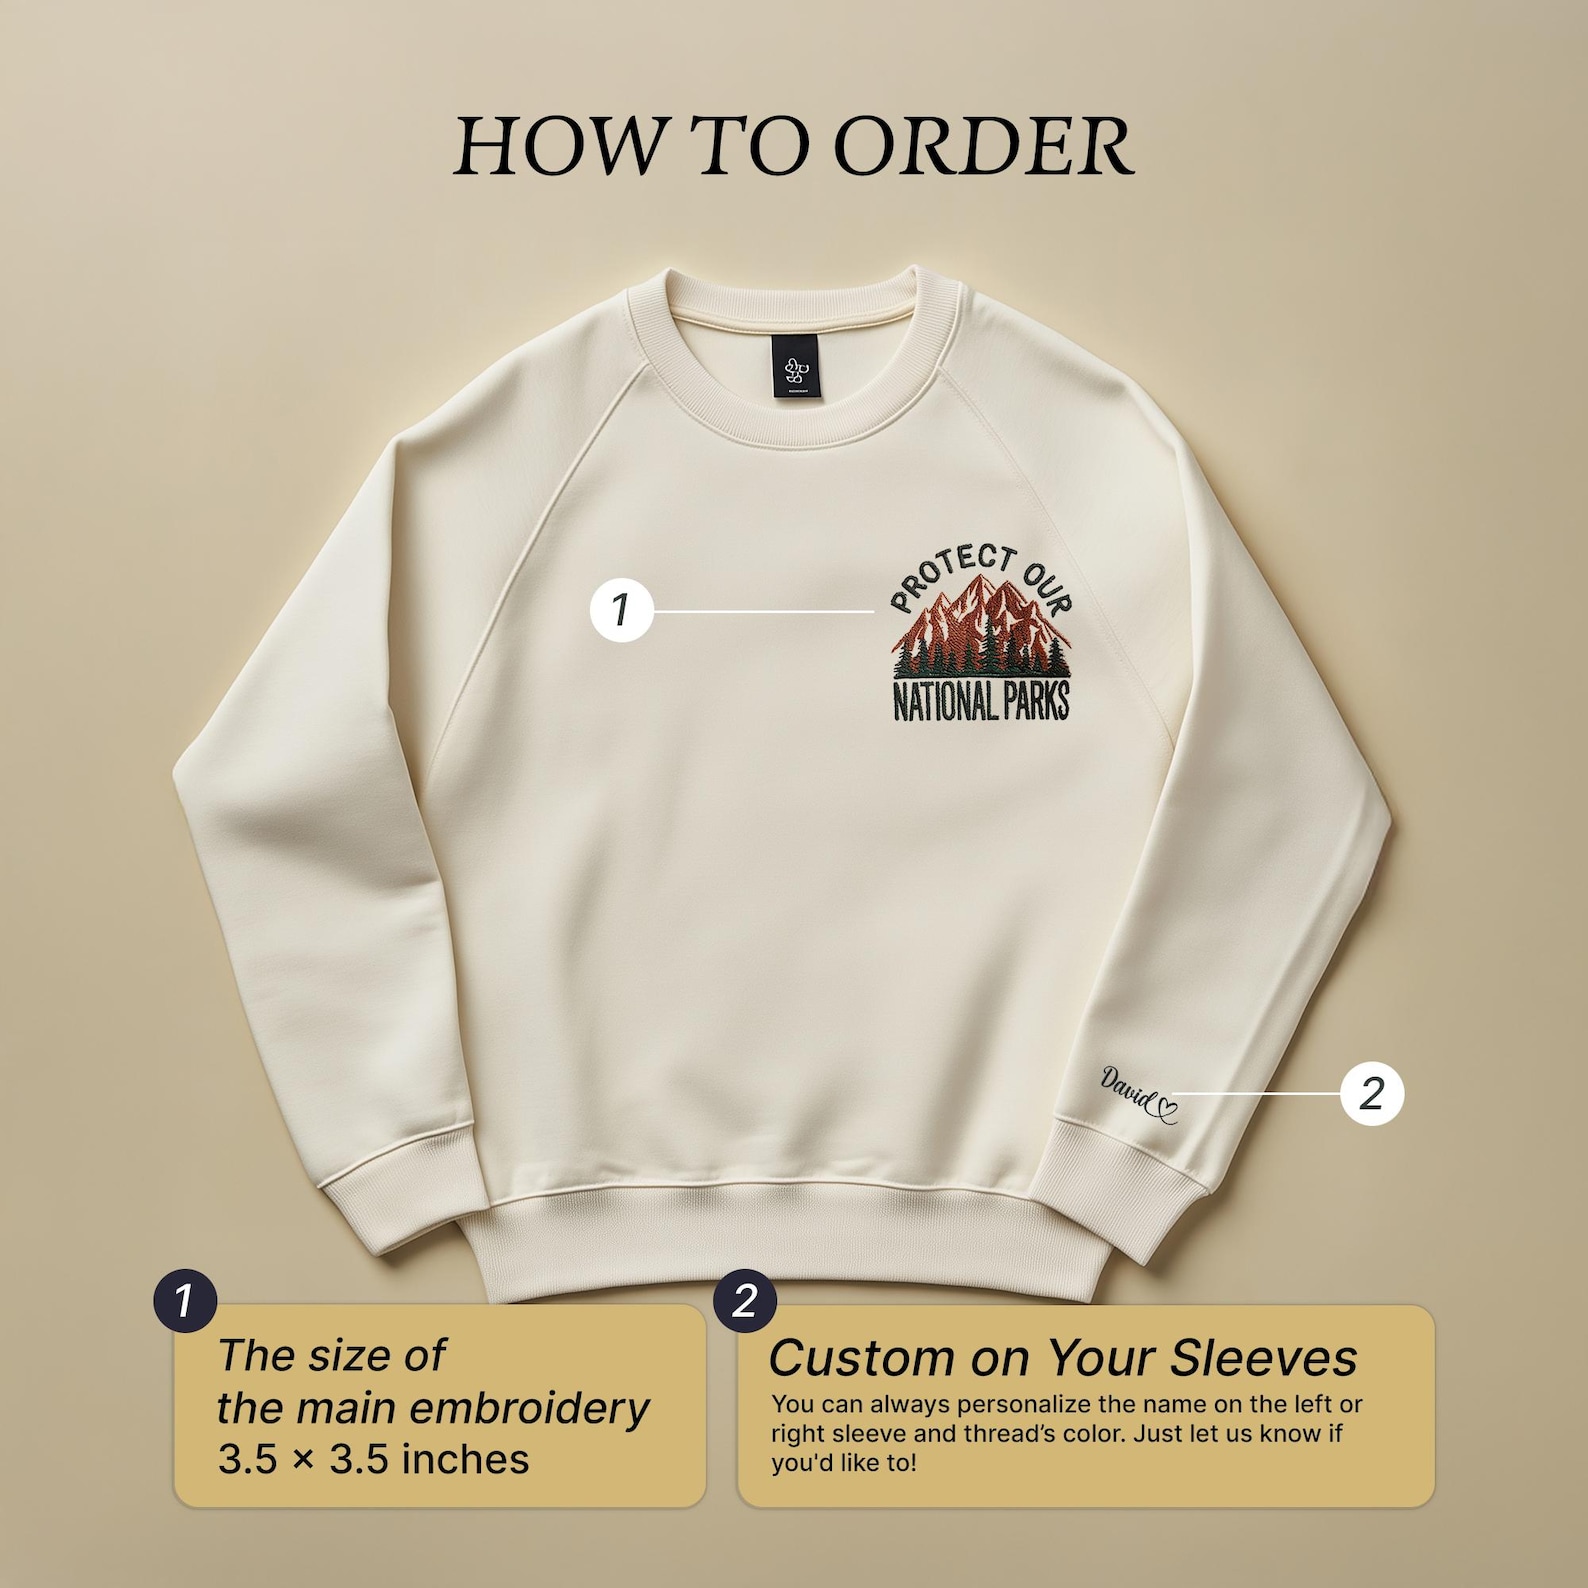 HOW TO ORDER
PROTECT OUR
NATIONAL PARKS
1
David
2
1
The size of
the main embroidery
3.5 × 3.5 inches
2
Custom on Your Sleeves
You can always personalize the name on the left or
right sleeve and thread’s color. Just let us know if
you'd like to!